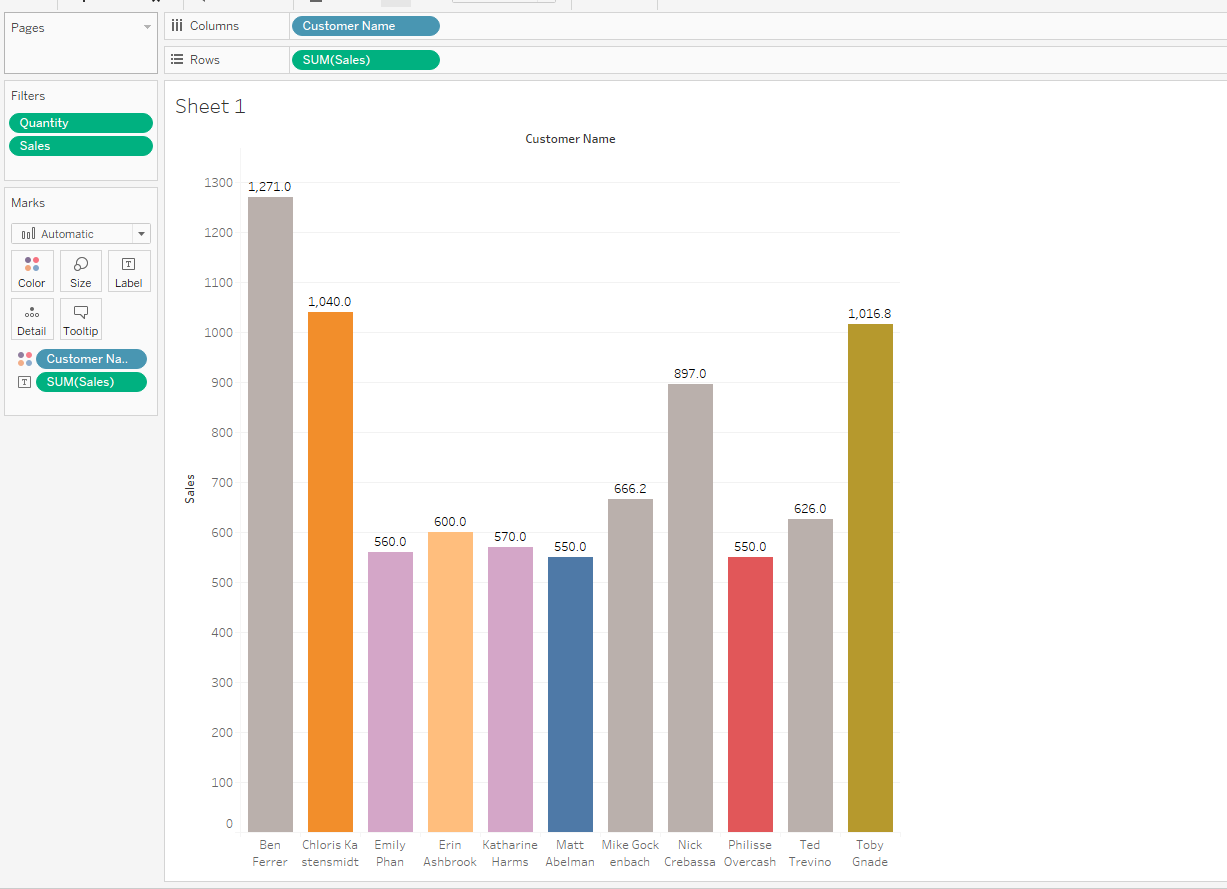 Pages
Columns
Customer Name
Rows
SUM(Sales)
Filters
Quantity
Sales
Marks
Automatic
Color
Size
Label
Detail
Tooltip
Customer Na..
SUM(Sales)
Sheet 1
Customer Name
Sales
1300
1200
1100
1000
900
800
700
600
500
400
300
200
100
0
1,271.0
1,040.0
560.0
600.0
570.0
550.0
666.2
897.0
550.0
626.0
1,016.8
Ben
Ferrer
Chloris Ka
stensmidt
Emily
Phan
Erin
Ashbrook
Katharine
Harms
Matt
Abelman
Mike Gock
enbach
Nick
Crebassa
Philisse
Overcash
Ted
Trevino
Toby
Gnade